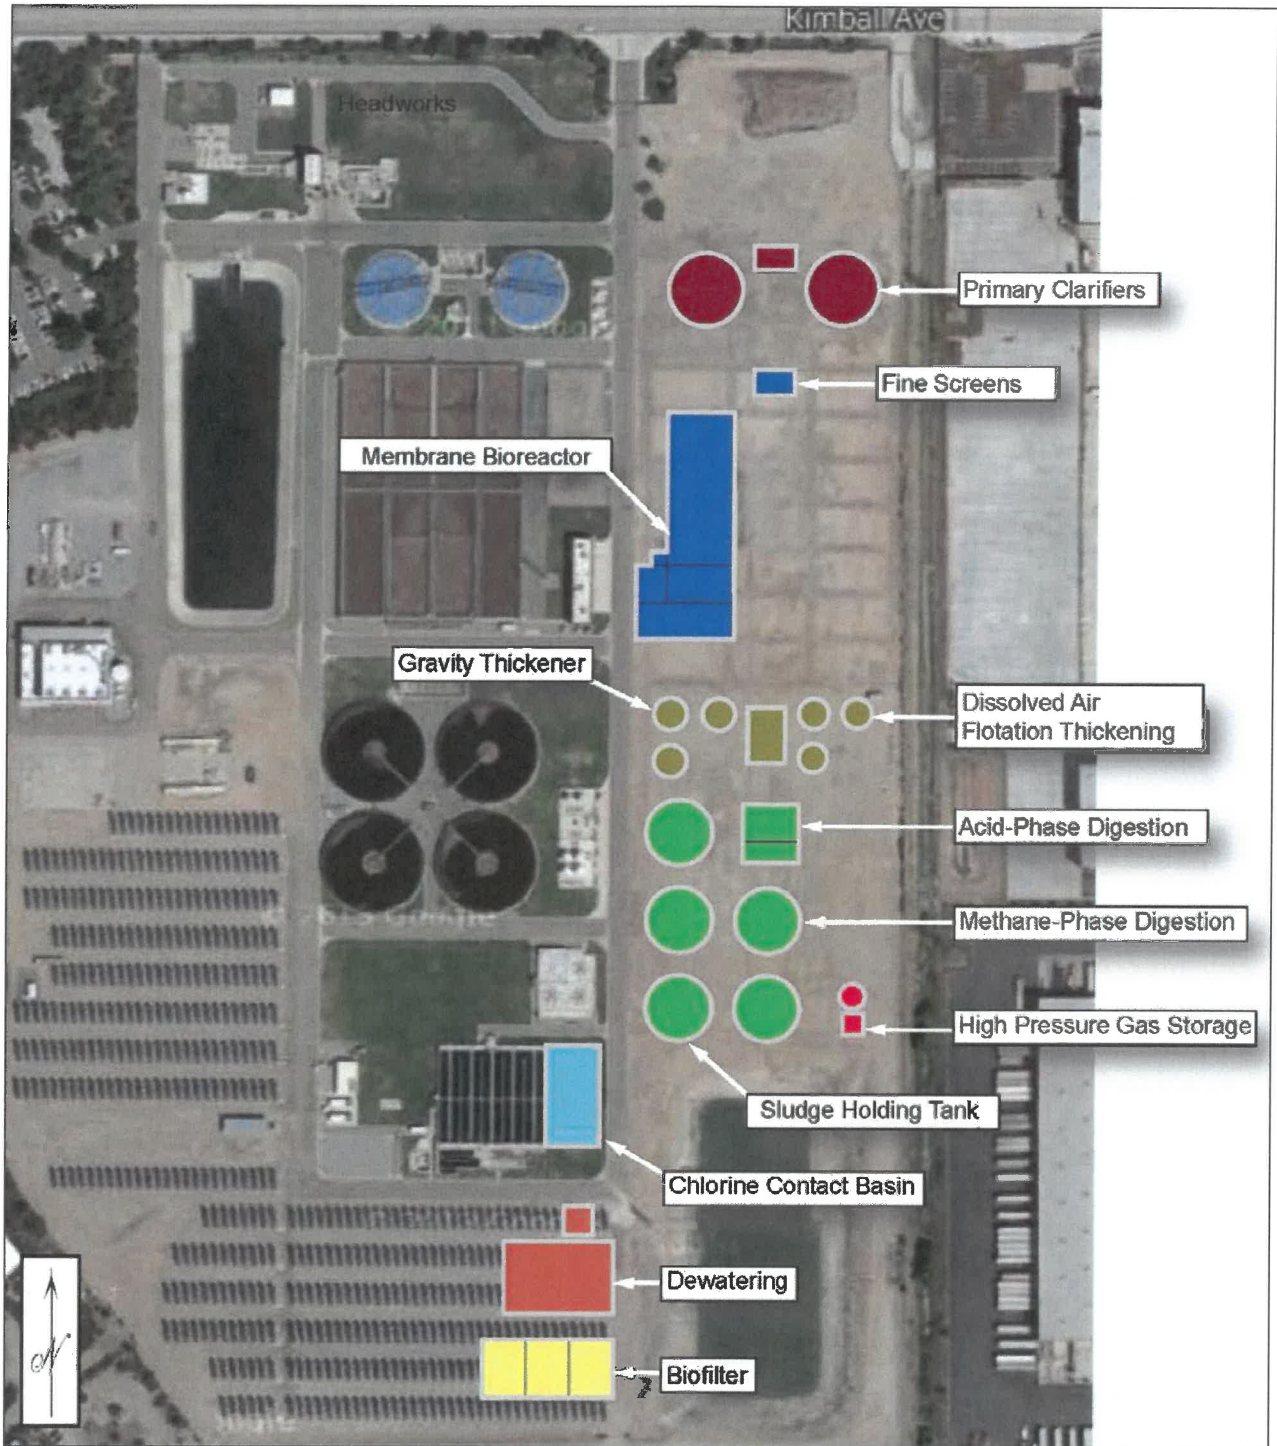 Kimball Ave
Headworks
Primary Clarifiers
Fine Screens
Membrane Bioreactor
Gravity Thickener
Dissolved Air
Flotation Thickening
Acid-Phase Digestion
Methane-Phase Digestion
High Pressure Gas Storage
Sludge Holding Tank
Chlorine Contact Basin
Dewatering
Biofilter
N